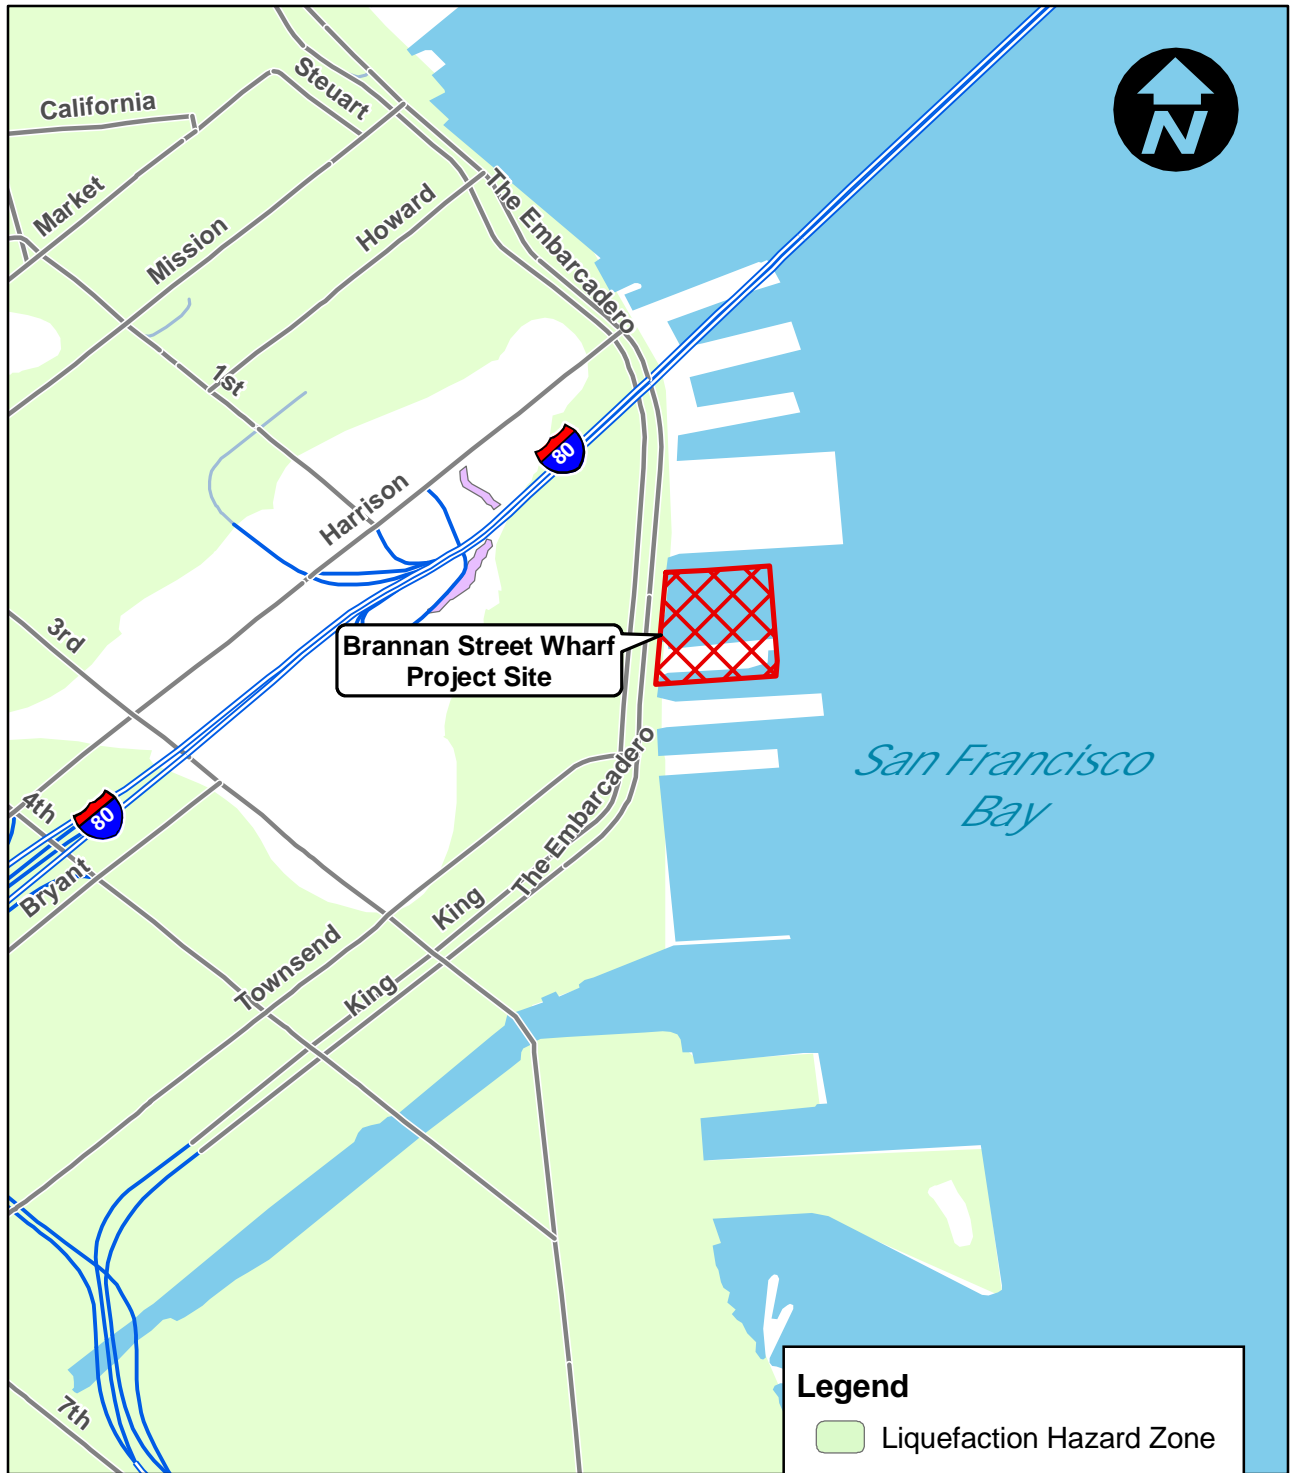 California
Steuart
N
Market
Mission
Howard
The Embarcadero
1st
80
Harrison
3rd
Brannan Street Wharf
Project Site
San Francisco
Bay
4th
80
Bryant
The Embarcadero
King
Townsend
King
7th
Legend
Liquefaction Hazard Zone